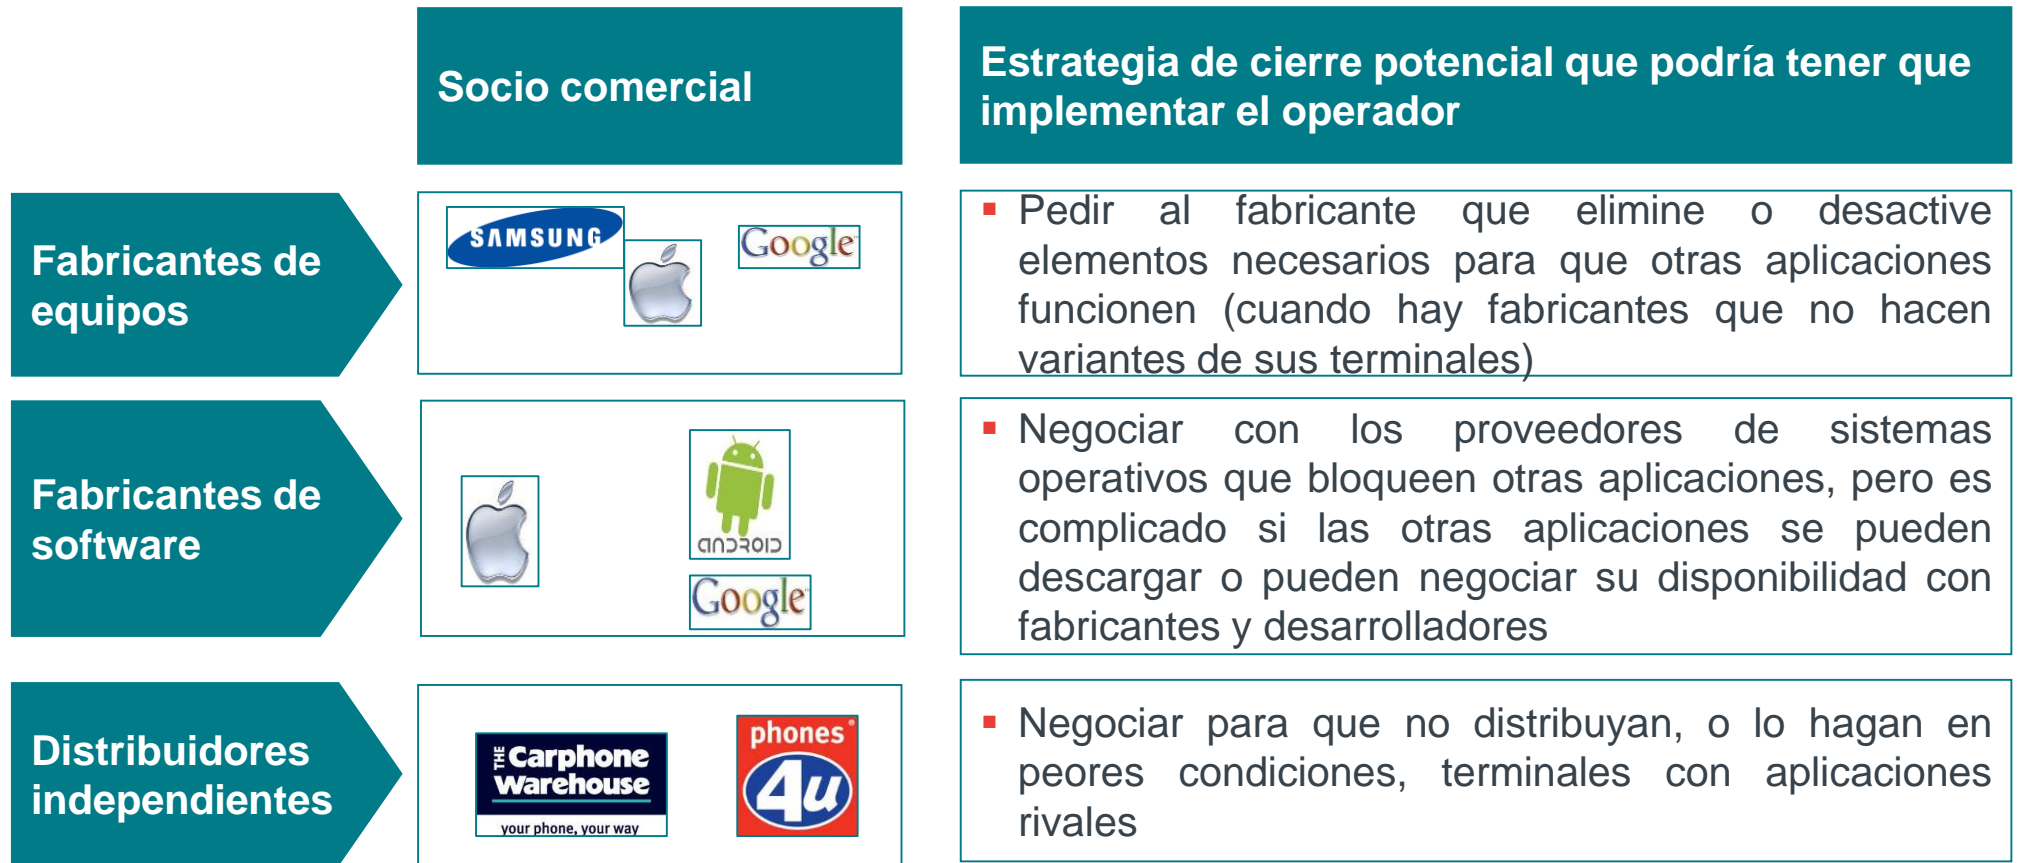 Socio comercial
Estrategia de cierre potencial que podría tener que
implementar el operador
Fabricantes de
equipos
SAMSUNG
Google
Pedir al fabricante que elimine o desactive
elementos necesarios para que otras aplicaciones
funcionen (cuando hay fabricantes que no hacen
variantes de sus terminales)
Fabricantes de
software
ANDROID
Google
Negociar con los proveedores de sistemas
operativos que bloqueen otras aplicaciones, pero es
complicado si las otras aplicaciones se pueden
descargar o pueden negociar su disponibilidad con
fabricantes y desarrolladores
Distribuidores
independientes
THE Carphone
Warehouse
your phone, your way
phones
4u
Negociar para que no distribuyan, o lo hagan en
peores condiciones, terminales con aplicaciones
rivales